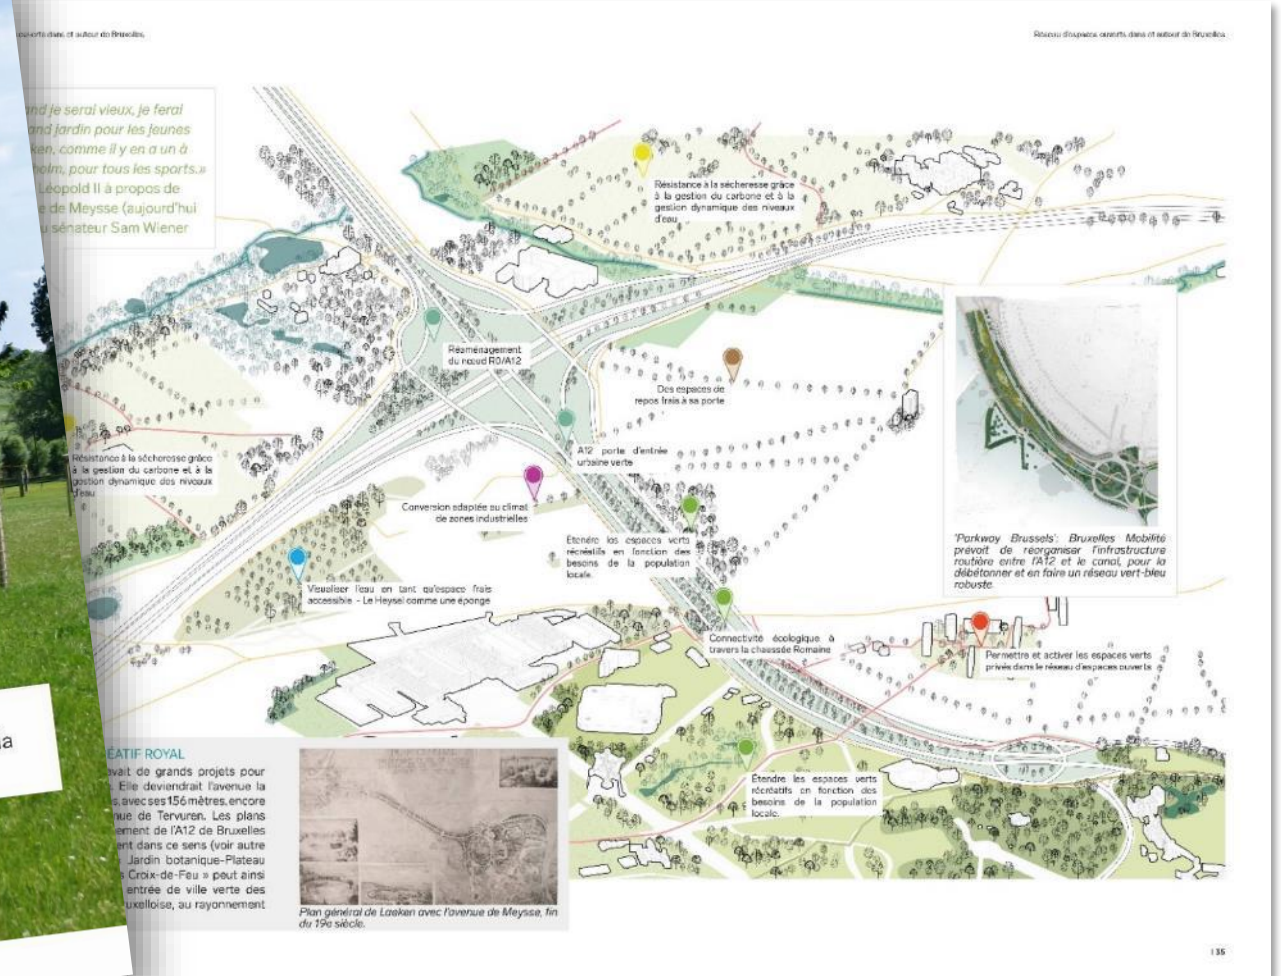 ouverts dans et autour de Bruxelles
Réseau d'espaces ouverts dans et autour de Bruxelles
je serai vieux, je ferai
jardin pour les jeunes
comme il y en a un à
pour tous les sports.»
Léopold II à propos de
de Meysse (aujourd'hui
sénateur Sam Wiener
Résistance à la sécheresse grâce
à la gestion du carbone et à la
gestion dynamique des niveaux
d'eau
Réaménagement
du nœud R0/A12
Des espaces de
repos frais à sa porte
A12 porte d'entrée
urbaine verte
Résistance à la sécheresse grâce
à la gestion du carbone et à la
gestion dynamique des niveaux
d'eau
Conversion adaptée au climat
de zones industrielles
Étendre les espaces verts
récréatifs en fonction des
besoins de la population
locale.
'Parkway Brussels': Bruxelles Mobilité
prévoit de réorganiser l'infrastructure
routière entre l'A12 et le canal, pour la
débétonner et en faire un réseau vert-bleu
robuste.
Visualiser l'eau en tant qu'espace frais
accessible - Le Heysel comme une éponge
Connectivité écologique à
travers la chaussée Romaine
Permettre et activer les espaces verts
privés dans le réseau d'espaces ouverts
Étendre les espaces verts
récréatifs en fonction des
besoins de la population
locale.
ROYAL
avait de grands projets pour
Elle deviendrait l'avenue la
avec ses 156 mètres, encore
de Tervuren. Les plans
de l'A12 de Bruxelles
dans ce sens (voir autre
Jardin botanique-Plateau
Croix-de-Feu » peut ainsi
entrée de ville verte des
au rayonnement
Plan général de Laeken avec l'avenue de Meysse, fin
du 19e siècle.
135